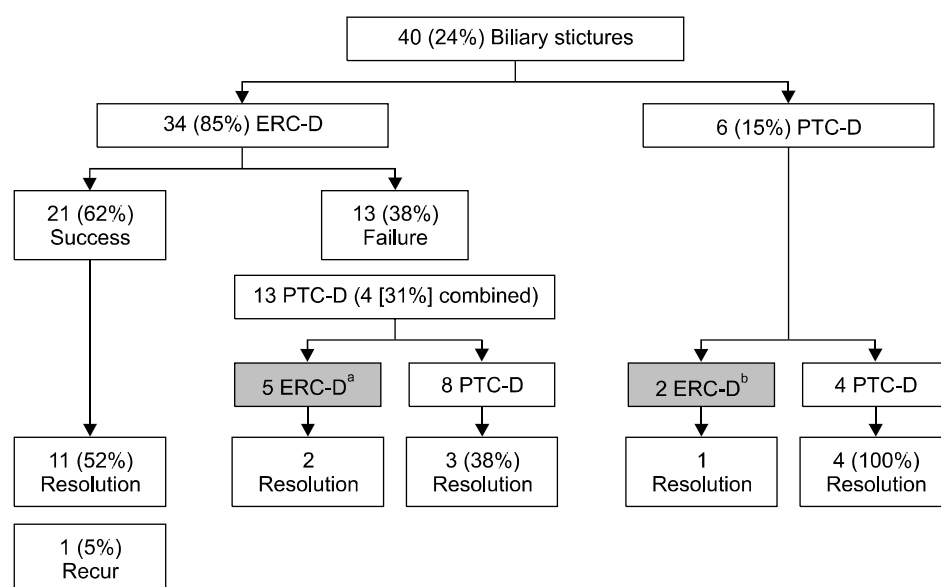 40 (24%) Biliary stictures
34 (85%) ERC-D
6 (15%) PTC-D
21 (62%)
Success
13 (38%)
Failure
13 PTC-D (4 [31%] combined)
5 ERC-Dᵃ
8 PTC-D
2 ERC-Dᵇ
4 PTC-D
11 (52%)
Resolution
2
Resolution
3 (38%)
Resolution
1
Resolution
4 (100%)
Resolution
1 (5%)
Recur